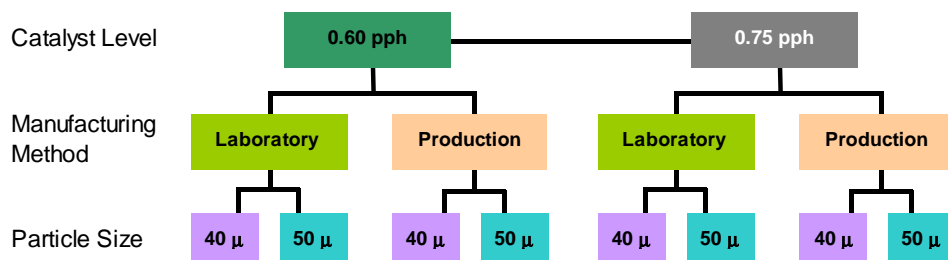 Catalyst Level
0.60 pph
0.75 pph
Manufacturing
Method
Laboratory
Production
Laboratory
Production
Particle Size
40 μ
50 μ
40 μ
50 μ
40 μ
50 μ
40 μ
50 μ